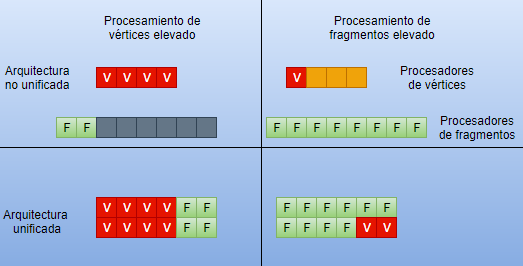 Procesamiento de
vértices elevado
Procesamiento de
fragmentos elevado
Arquitectura
no unificada
V V V V
V
Procesadores
de vértices
F F
F F F F F F F F
Procesadores
de fragmentos
Arquitectura
unificada
V V V V F F
V V V V F F
F F F F F F
F F F F V V